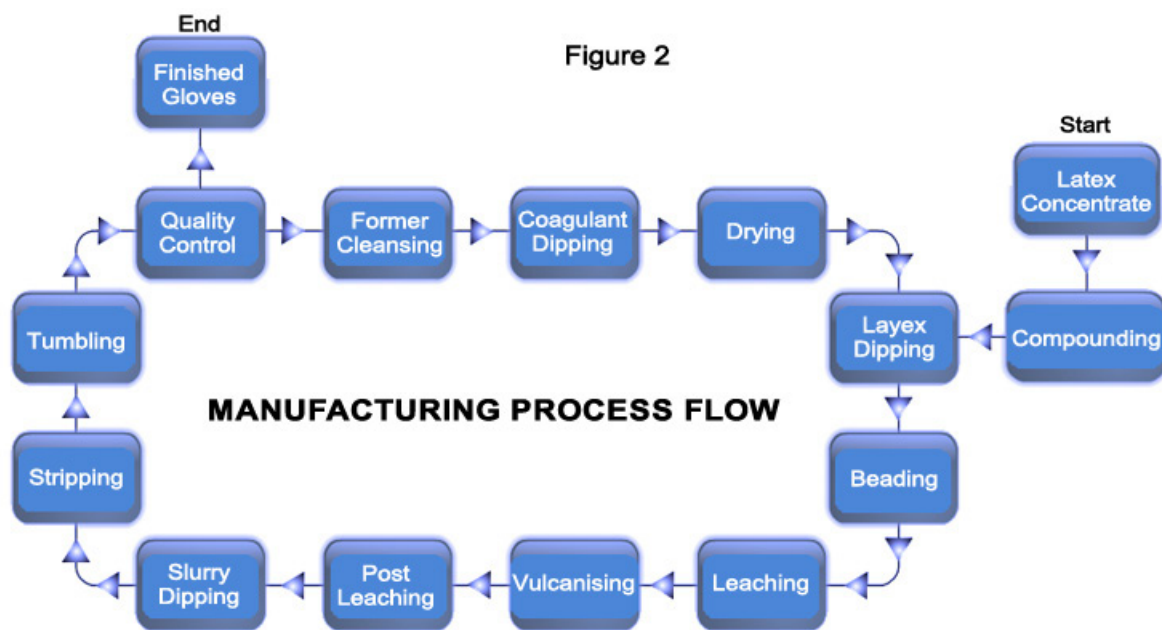 End
Finished
Gloves
Figure 2
Start
Latex
Concentrate
Quality
Control
Former
Cleansing
Coagulant
Dipping
Drying
Tumbling
Layex
Dipping
Compounding
MANUFACTURING PROCESS FLOW
Stripping
Beading
Slurry
Dipping
Post
Leaching
Vulcanising
Leaching